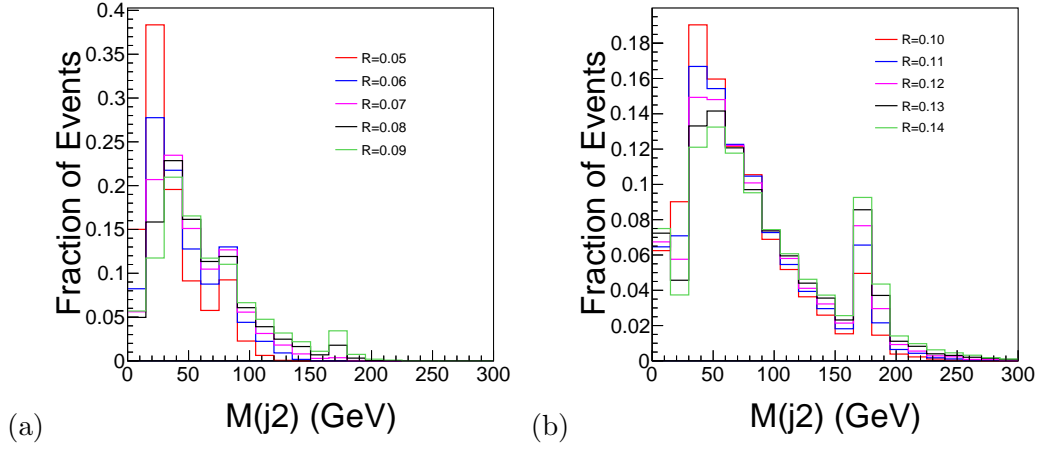 Fraction of Events
0.4
0.35
0.3
0.25
0.2
0.15
0.1
0.05
0
R=0.05
R=0.06
R=0.07
R=0.08
R=0.09
0 50 100 150 200 250 300
M(j2) (GeV)
(a)
Fraction of Events
0.18
0.16
0.14
0.12
0.1
0.08
0.06
0.04
0.02
0
R=0.10
R=0.11
R=0.12
R=0.13
R=0.14
0 50 100 150 200 250 300
M(j2) (GeV)
(b)